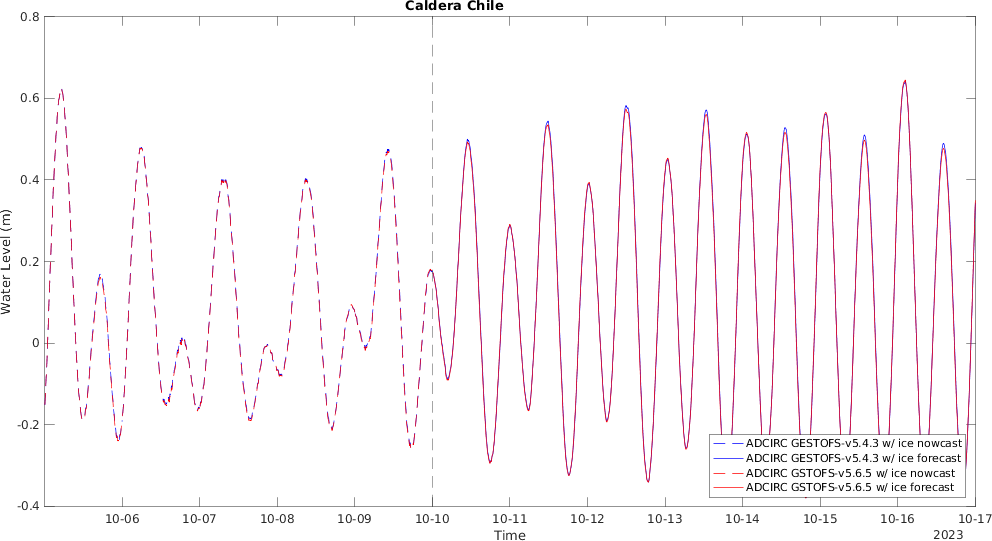 Caldera Chile
0.8
0.6
0.4
0.2
0
-0.2
-0.4
Water Level (m)
ADCIRC GESTOFS-v5.4.3 w/ ice nowcast
ADCIRC GESTOFS-v5.4.3 w/ ice forecast
ADCIRC GSTOFS-v5.6.5 w/ ice nowcast
ADCIRC GSTOFS-v5.6.5 w/ ice forecast
10-06 10-07 10-08 10-09 10-10 10-11 10-12 10-13 10-14 10-15 10-16 10-17
Time
2023